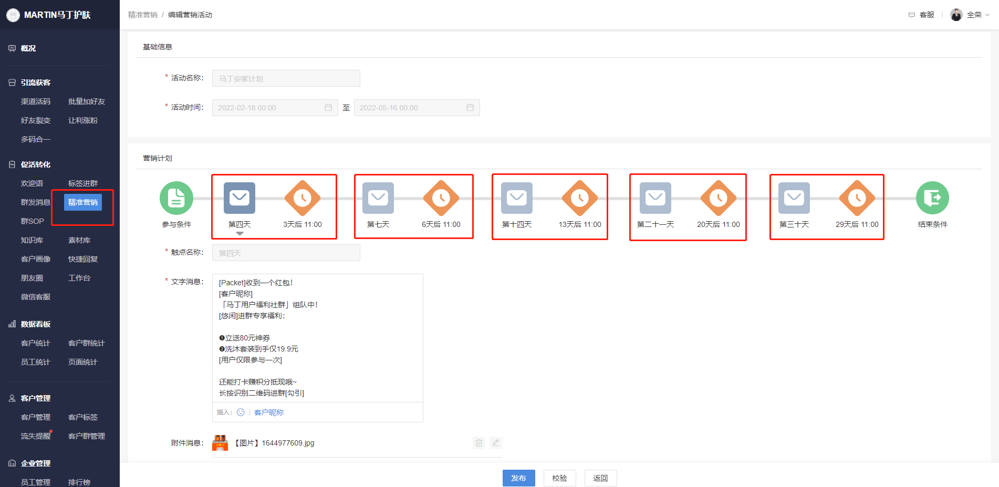 MARTIN马丁护肤
精准营销 / 编辑营销活动
客服
全荣
概况
引流获客
渠道活码 批量加好友
好友裂变 让利涨粉
多码合一
促活转化
欢迎语 标签进群
群发消息 精准营销
群SOP
知识库 素材库
客户画像 快捷回复
朋友圈 工作台
微信客服
数据看板
客户统计 客户群统计
员工统计 页面统计
客户管理
客户管理 客户标签
流失提醒 客户群管理
企业管理
员工管理 排行榜
基础信息
* 活动名称: 马丁安家计划
* 活动时间: 2022-02-18 00:00 至 2022-05-16 00:00
营销计划
参与条件 第四天 3天后 11:00 第七天 6天后 11:00 第十四天 13天后 11:00 第二十一天 20天后 11:00 第三十天 29天后 11:00 结束条件
* 触点名称: 第四天
* 文字消息: [Packet]收到一个红包!
[客户昵称]
「马丁用户福利社群」组队中!
[悠闲]进群专享福利:
❶立送80元神券
❷洗沐套装到手仅19.9元
[用户仅限参与一次]
还能打卡赚积分抵现哦~
长按识别二维码进群[勾引]
插入: 客户昵称
附件消息: 【图片】1644977609.jpg
发布 校验 返回